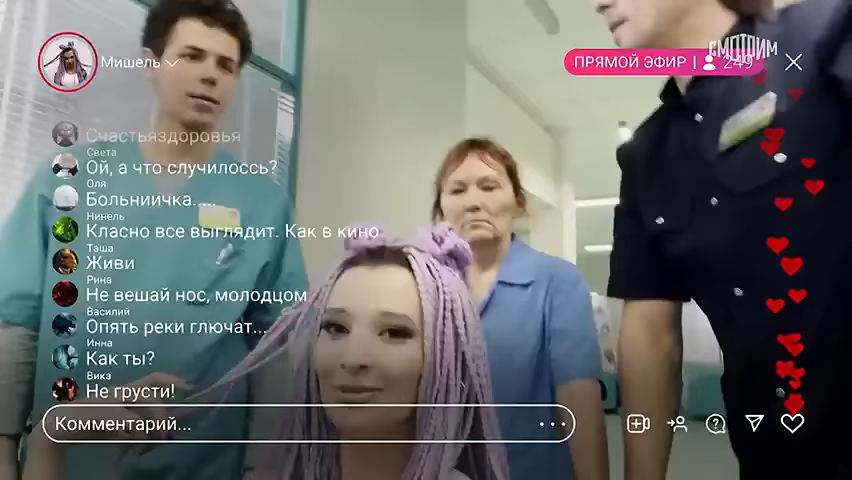 Мишель
ПРЯМОЙ ЭФИР | 249
СМОТРИМ
Счастьяздоровья
Света
Ой, а что случилоссь?
Оля
Больниичка.....
Нинель
Класно все выглядит. Как в кино
Таша
Живи
Рина
Не вешай нос, молодцом
Василий
Опять реки глючат...
Инна
Как ты?
Вика
Не грусти!
Комментарий...